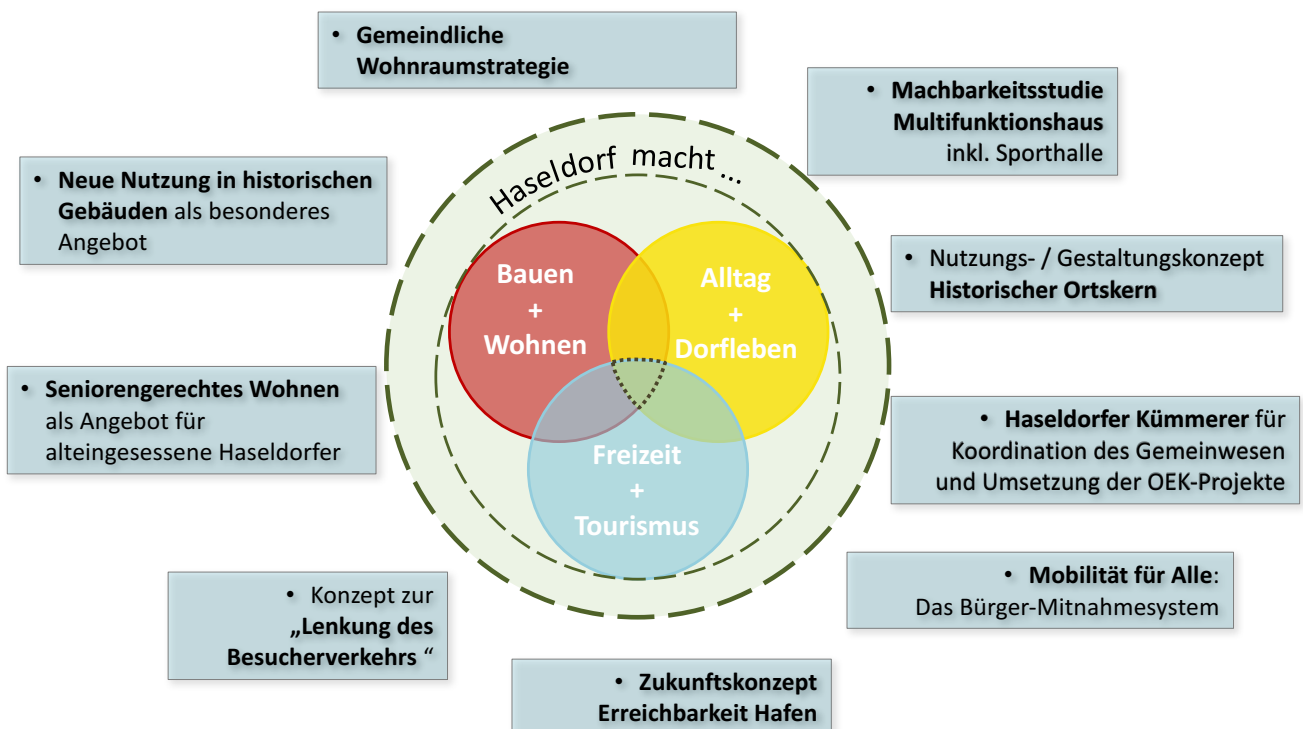 • Gemeindliche
Wohnraumstrategie
• Machbarkeitsstudie
Multifunktionshaus
inkl. Sporthalle
• Neue Nutzung in historischen
Gebäuden als besonderes
Angebot
Haseldorf macht...
• Nutzungs- / Gestaltungskonzept
Historischer Ortskern
Bauen
+
Wohnen
Alltag
+
Dorfleben
Freizeit
+
Tourismus
• Seniorengerechtes Wohnen
als Angebot für
alteingesessene Haseldorfer
• Haseldorfer Kümmerer für
Koordination des Gemeinwesen
und Umsetzung der OEK-Projekte
• Mobilität für Alle:
Das Bürger-Mitnahmesystem
• Konzept zur
„Lenkung des
Besucherverkehrs “
• Zukunftskonzept
Erreichbarkeit Hafen